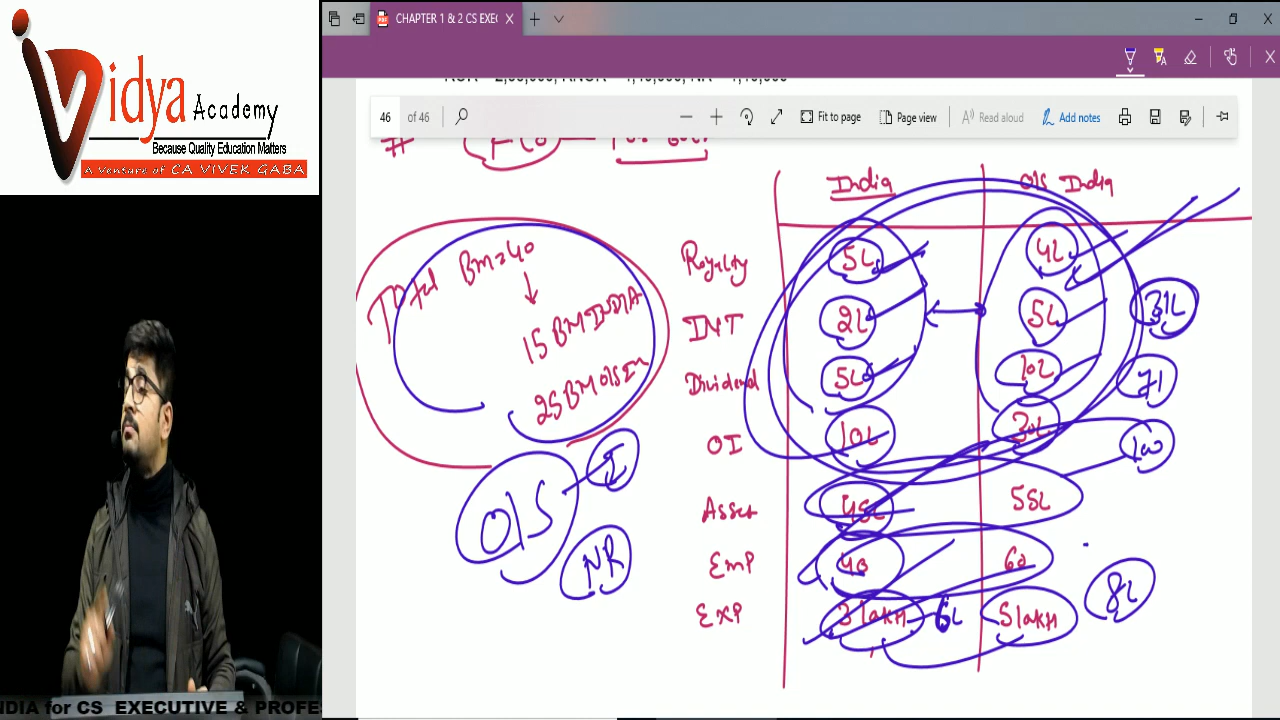 Vidya Academy
Because Quality Education Matters
A Venture of CA VIVEK GABA
CHAPTER 1 & 2 CS EXEC
46 of 46
Fit to page
Page view
Read aloud
Add notes
#
India O/S India
Royalty 5L 4L
INT 2L 5L 31L
Dividend 5L 10L 71
OI 10L 30L 100
Asset 45L 55L
Emp 40 60
EXP 3 lakh 6L 5 lakh 8L
Total BM=40
↓
15 BM INDIA
25 BM O/S In
O/S I
NR
NDIA for CS EXECUTIVE & PROFE